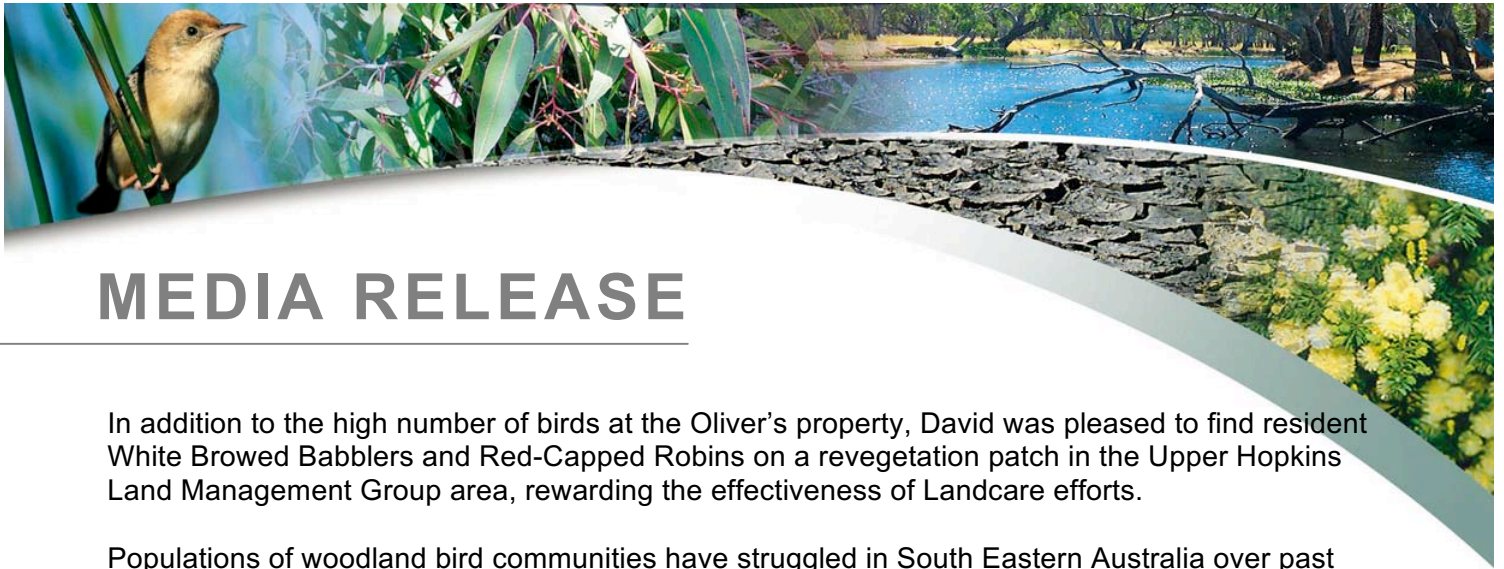 MEDIA RELEASE
In addition to the high number of birds at the Oliver’s property, David was pleased to find resident
White Browed Babblers and Red-Capped Robins on a revegetation patch in the Upper Hopkins
Land Management Group area, rewarding the effectiveness of Landcare efforts.
Populations of woodland bird communities have struggled in South Eastern Australia over past